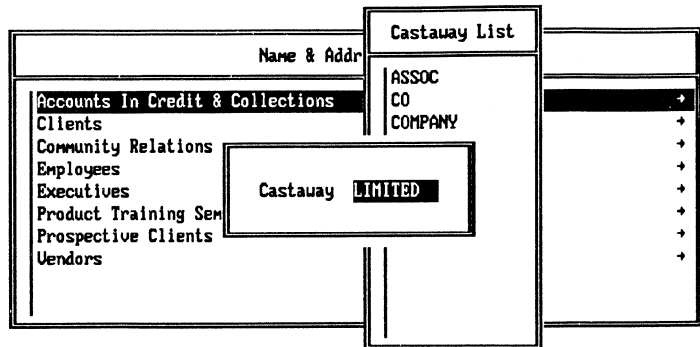 Castaway List
Name & Addr
ASSOC
CO
COMPANY
Accounts In Credit & Collections
Clients
Community Relations
Employees
Executives
Product Training Sem
Prospective Clients
Vendors
Castaway LIMITED